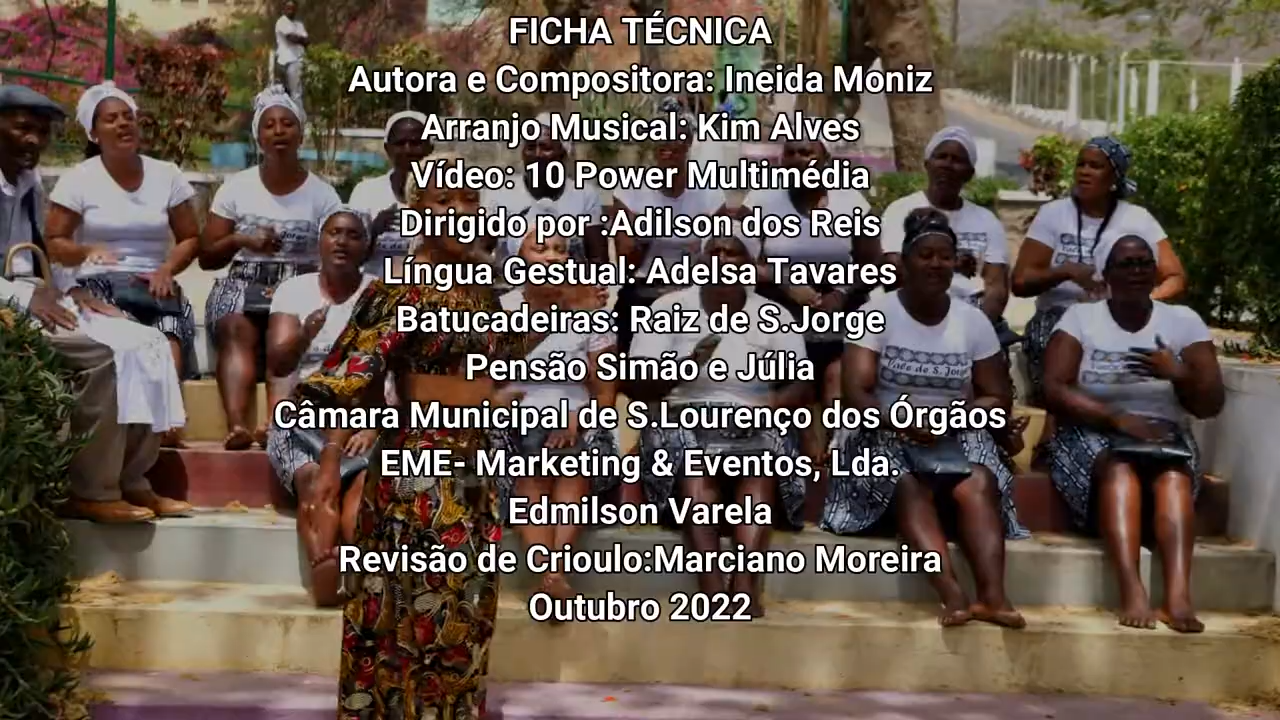 FICHA TÉCNICA
Autora e Compositora: Ineida Moniz
Arranjo Musical: Kim Alves
Vídeo: 10 Power Multimédia
Dirigido por :Adilson dos Reis
Língua Gestual: Adelsa Tavares
Batucadeiras: Raiz de S.Jorge
Pensão Simão e Júlia
Câmara Municipal de S.Lourenço dos Órgãos
EME- Marketing & Eventos, Lda.
Edmilson Varela
Revisão de Crioulo:Marciano Moreira
Outubro 2022
de S. Jorge